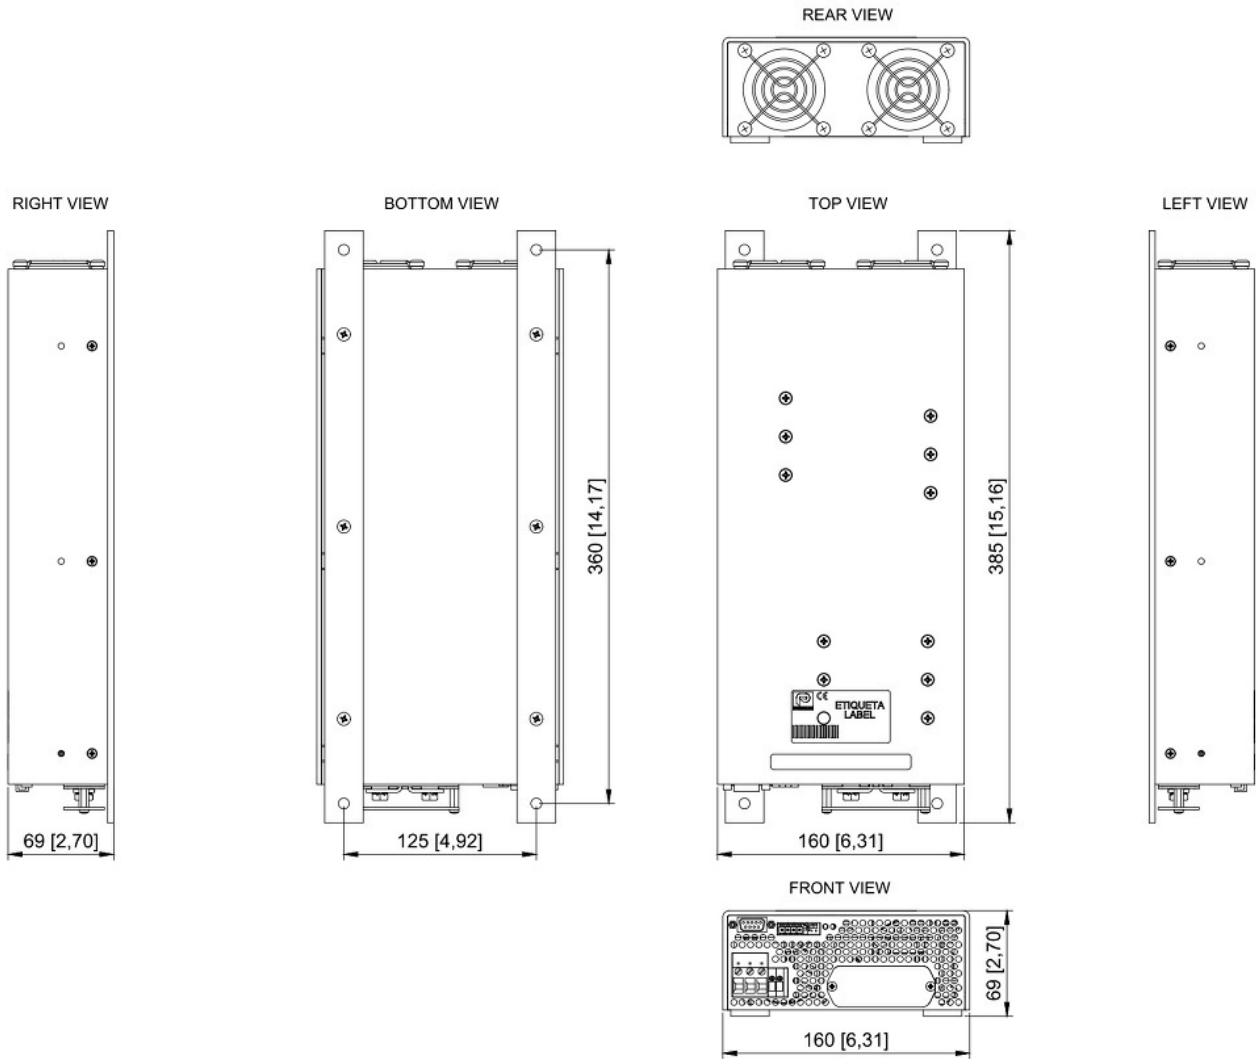 REAR VIEW
RIGHT VIEW
BOTTOM VIEW
TOP VIEW
LEFT VIEW
360 [14,17]
385 [15,16]
CE
ETIQUETA
LABEL
69 [2,70]
125 [4,92]
160 [6,31]
FRONT VIEW
69 [2,70]
160 [6,31]